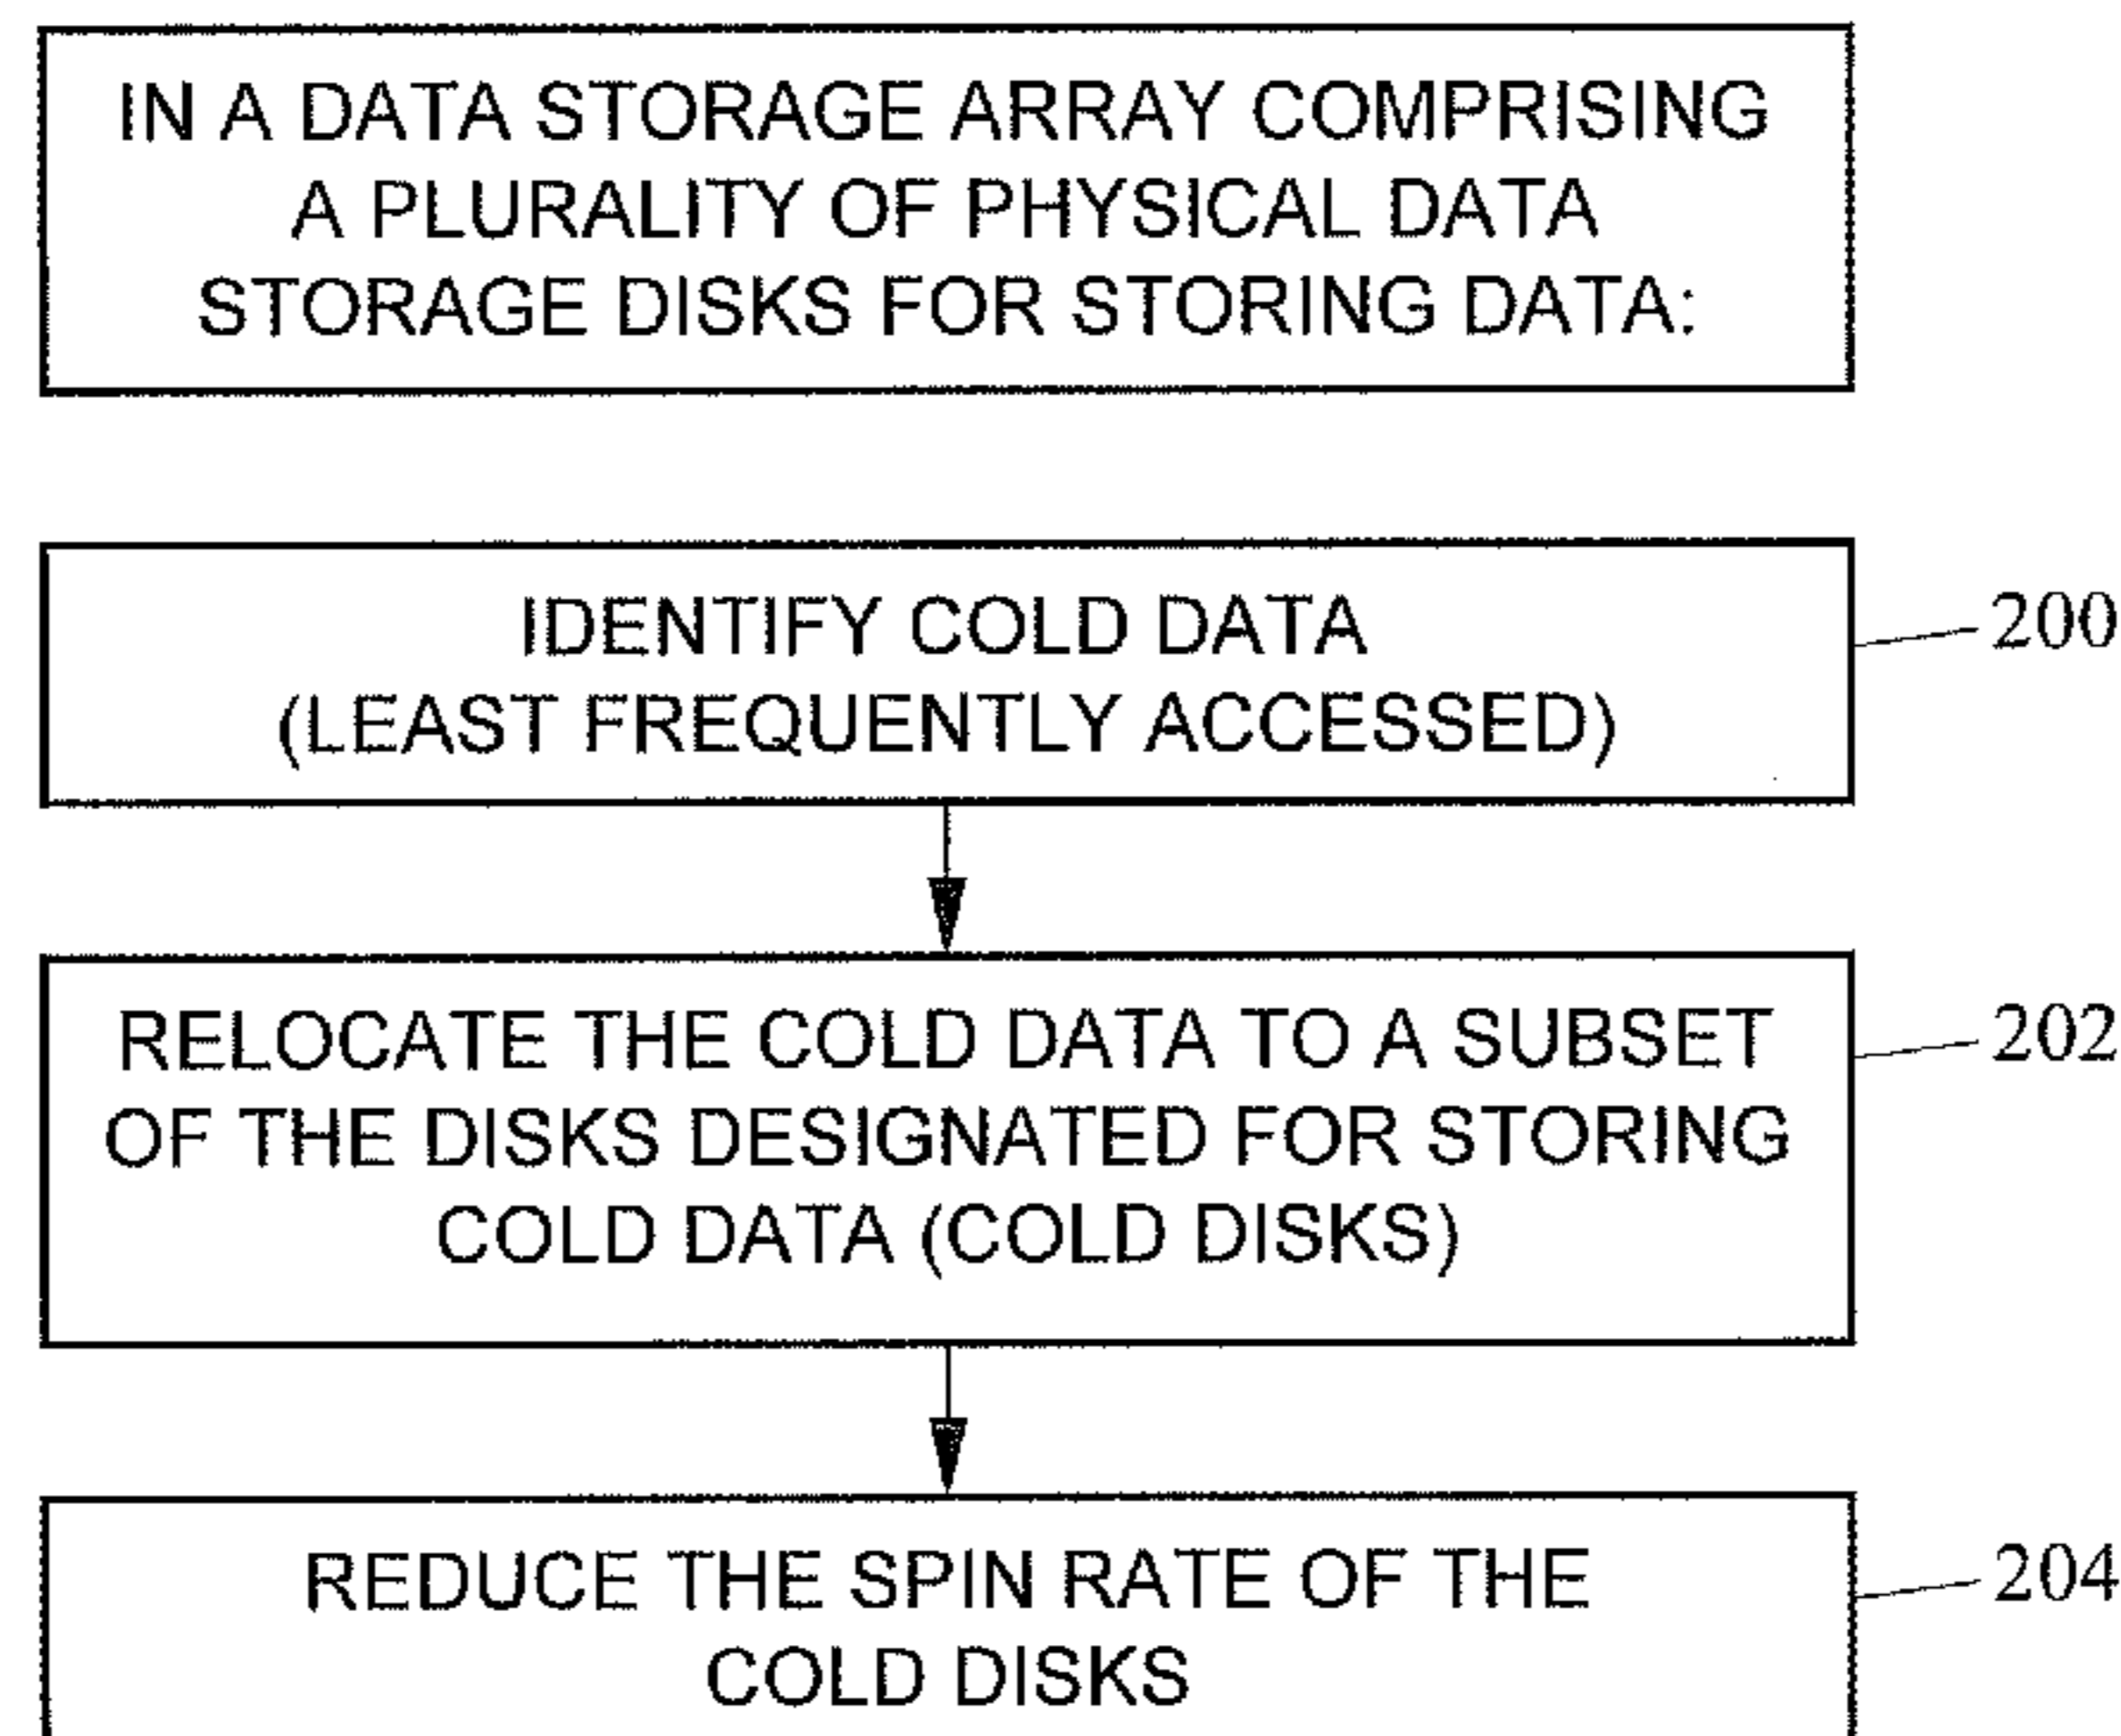 IN A DATA STORAGE ARRAY COMPRISING
A PLURALITY OF PHYSICAL DATA
STORAGE DISKS FOR STORING DATA:
IDENTIFY COLD DATA
(LEAST FREQUENTLY ACCESSED)
200
RELOCATE THE COLD DATA TO A SUBSET
OF THE DISKS DESIGNATED FOR STORING
COLD DATA (COLD DISKS)
202
REDUCE THE SPIN RATE OF THE
COLD DISKS
204